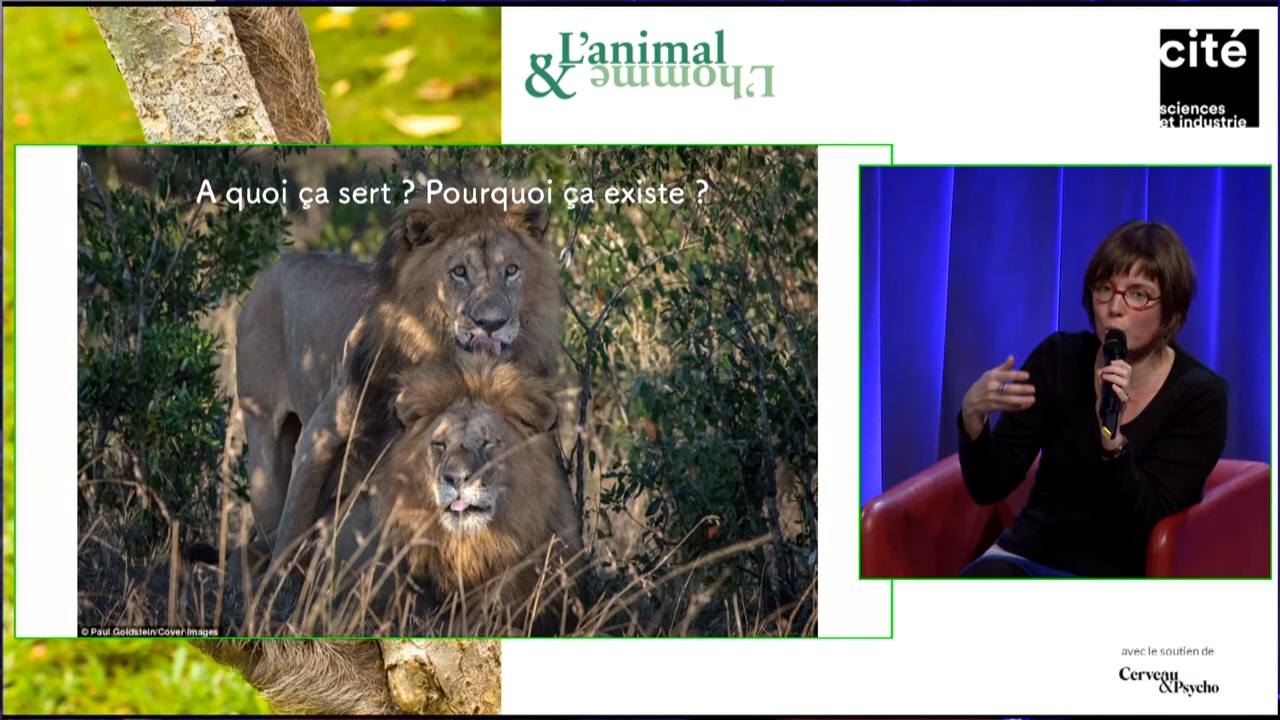 L'animal
& L'homme
cité
sciences
et industrie
A quoi ça sert ? Pourquoi ça existe ?
© Paul Goldstein/Cover Images
avec le soutien de
Cerveau
&Psycho